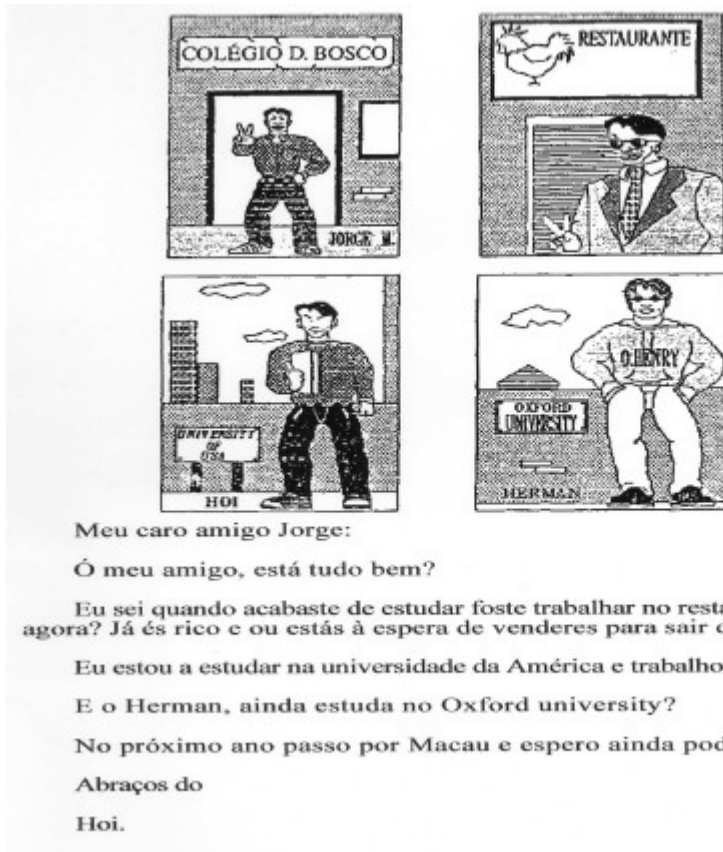 COLÉGIO D. BOSCO
JORGE M.
RESTAURANTE
UNIVERSITY
OF
USA
HOI
O.HENRY
OXFORD
UNIVERSITY
HERMAN
Meu caro amigo Jorge:
Ó meu amigo, está tudo bem?
Eu sei quando acabaste de estudar foste trabalhar no resta
agora? Já és rico e ou estás à espera de venderes para sair d
Eu estou a estudar na universidade da América e trabalho
E o Herman, ainda estuda no Oxford university?
No próximo ano passo por Macau e espero ainda pod
Abraços do
Hoi.